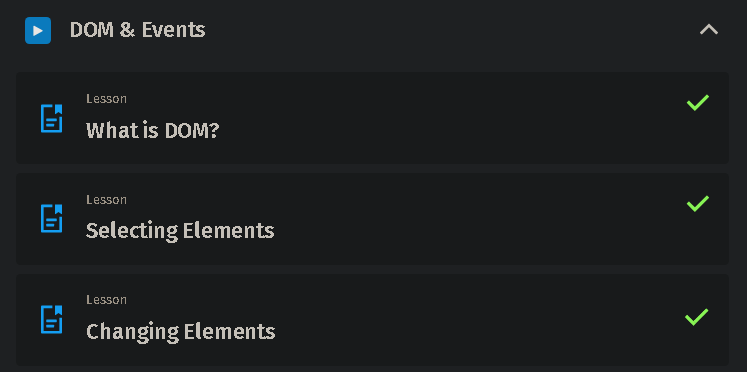 DOM & Events
Lesson
What is DOM?
Lesson
Selecting Elements
Lesson
Changing Elements